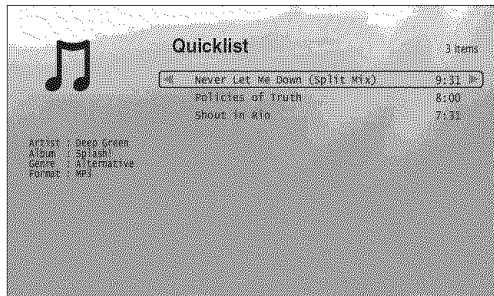 Quicklist
3 items
Never Let Me Down (Split Mix) 9:31
Policies of Truth 8:00
Shout in Rio 7:31
Artist : Deep Green
Album : Splash!
Genre : Alternative
Format : MP3